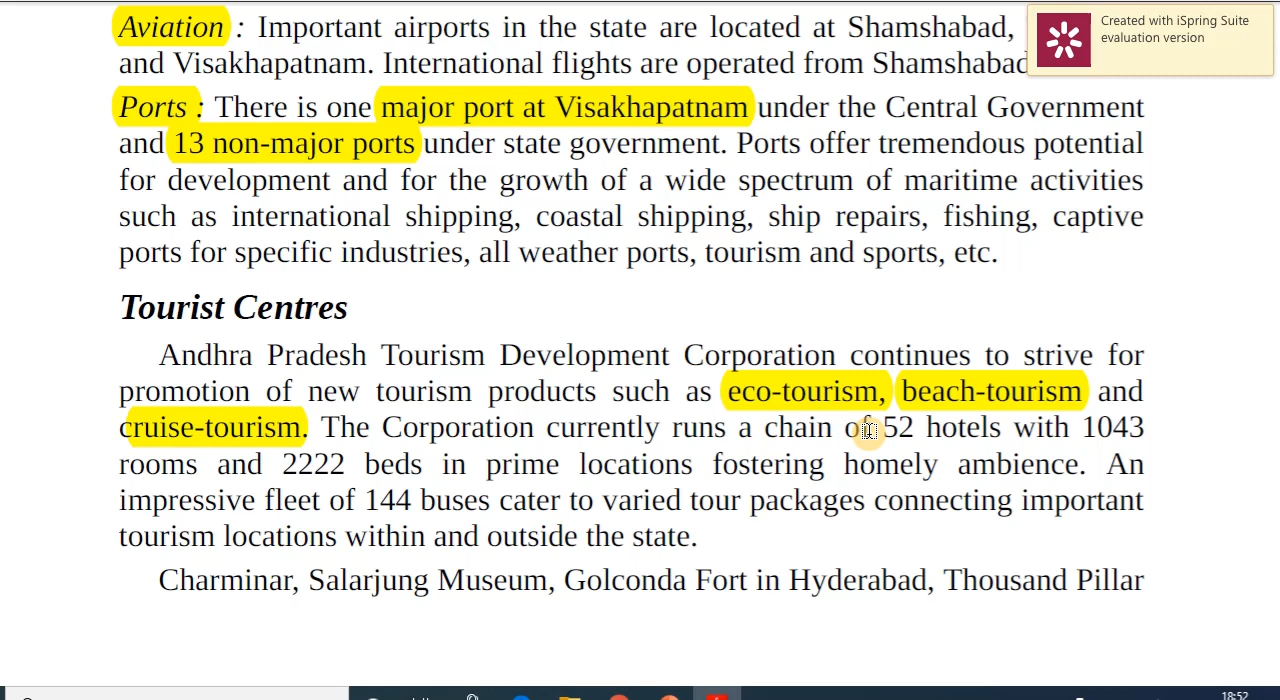 Aviation : Important airports in the state are located at Shamshabad,
Created with iSpring Suite
evaluation version
and Visakhapatnam. International flights are operated from Shamshabad
Ports : There is one major port at Visakhapatnam under the Central Government
and 13 non-major ports under state government. Ports offer tremendous potential
for development and for the growth of a wide spectrum of maritime activities
such as international shipping, coastal shipping, ship repairs, fishing, captive
ports for specific industries, all weather ports, tourism and sports, etc.
Tourist Centres
Andhra Pradesh Tourism Development Corporation continues to strive for
promotion of new tourism products such as eco-tourism, beach-tourism and
cruise-tourism. The Corporation currently runs a chain of 52 hotels with 1043
rooms and 2222 beds in prime locations fostering homely ambience. An
impressive fleet of 144 buses cater to varied tour packages connecting important
tourism locations within and outside the state.
Charminar, Salarjung Museum, Golconda Fort in Hyderabad, Thousand Pillar
18:52